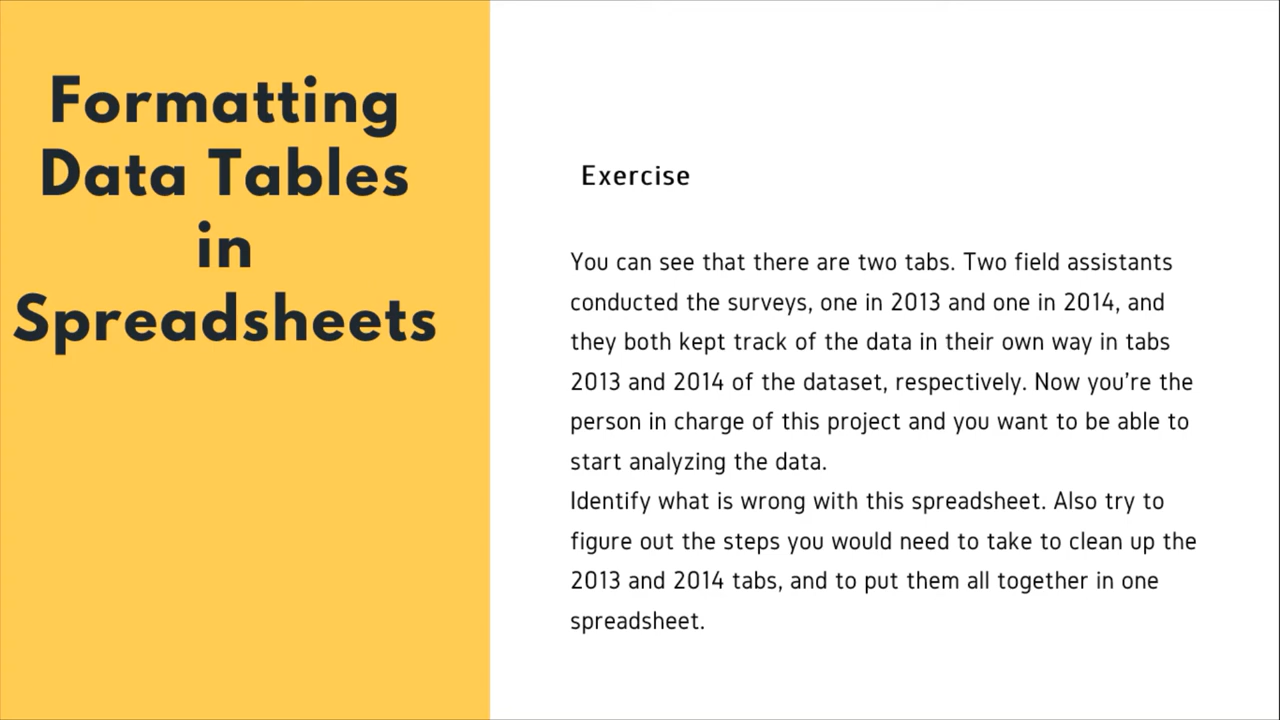 Formatting
Data Tables
in
Spreadsheets
Exercise
You can see that there are two tabs. Two field assistants
conducted the surveys, one in 2013 and one in 2014, and
they both kept track of the data in their own way in tabs
2013 and 2014 of the dataset, respectively. Now you’re the
person in charge of this project and you want to be able to
start analyzing the data.
Identify what is wrong with this spreadsheet. Also try to
figure out the steps you would need to take to clean up the
2013 and 2014 tabs, and to put them all together in one
spreadsheet.